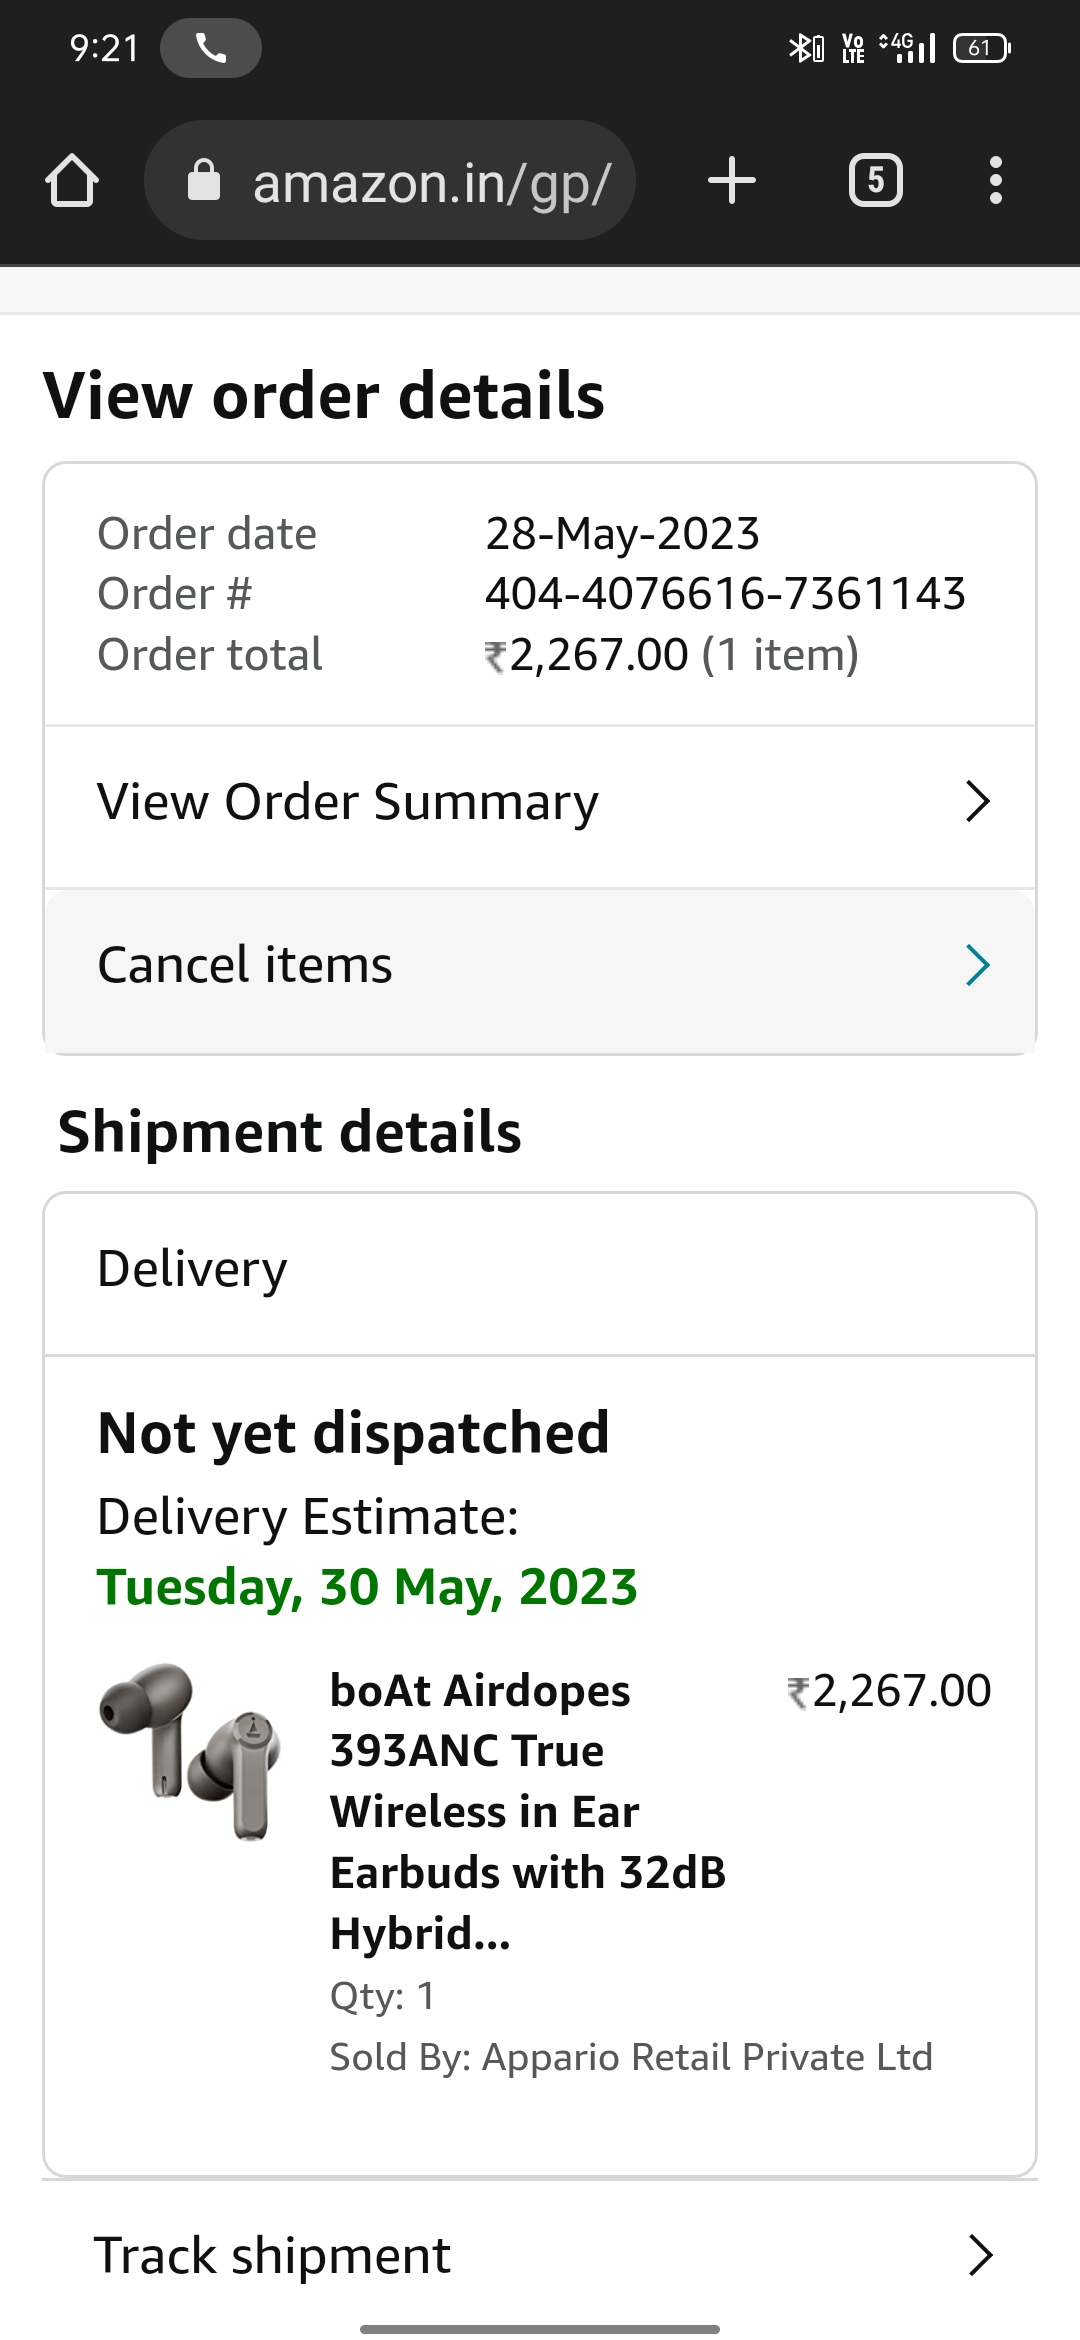 9:21
Vo LTE 4G 61
amazon.in/gp/
5
View order details
Order date 28-May-2023
Order # 404-4076616-7361143
Order total ₹2,267.00 (1 item)
View Order Summary
Cancel items
Shipment details
Delivery
Not yet dispatched
Delivery Estimate:
Tuesday, 30 May, 2023
boAt Airdopes ₹2,267.00
393ANC True
Wireless in Ear
Earbuds with 32dB
Hybrid...
Qty: 1
Sold By: Appario Retail Private Ltd
Track shipment